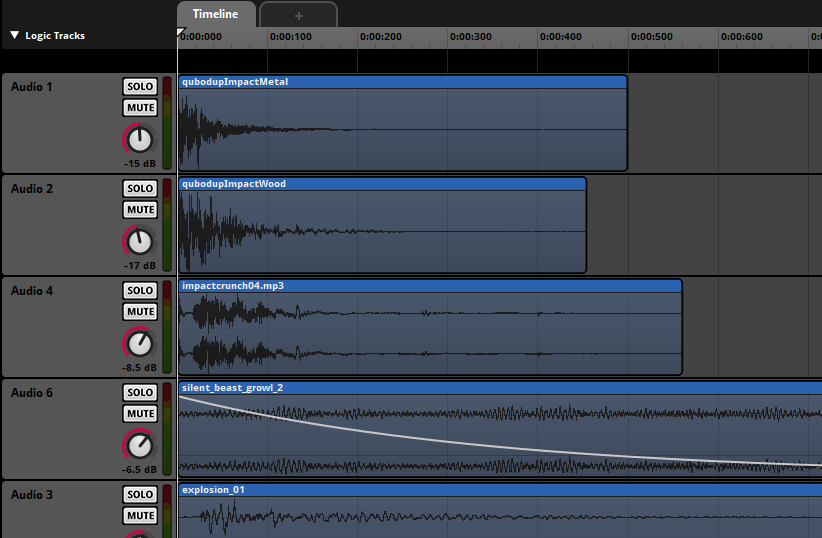 Timeline
+
Logic Tracks
0:00:000 0:00:100 0:00:200 0:00:300 0:00:400 0:00:500 0:00:600
Audio 1 SOLO qubodupImpactMetal
MUTE
-15 dB
Audio 2 SOLO qubodupImpactWood
MUTE
-17 dB
Audio 4 SOLO impactcrunch04.mp3
MUTE
-8.5 dB
Audio 6 SOLO silent_beast_growl_2
MUTE
-6.5 dB
Audio 3 SOLO explosion_01
MUTE